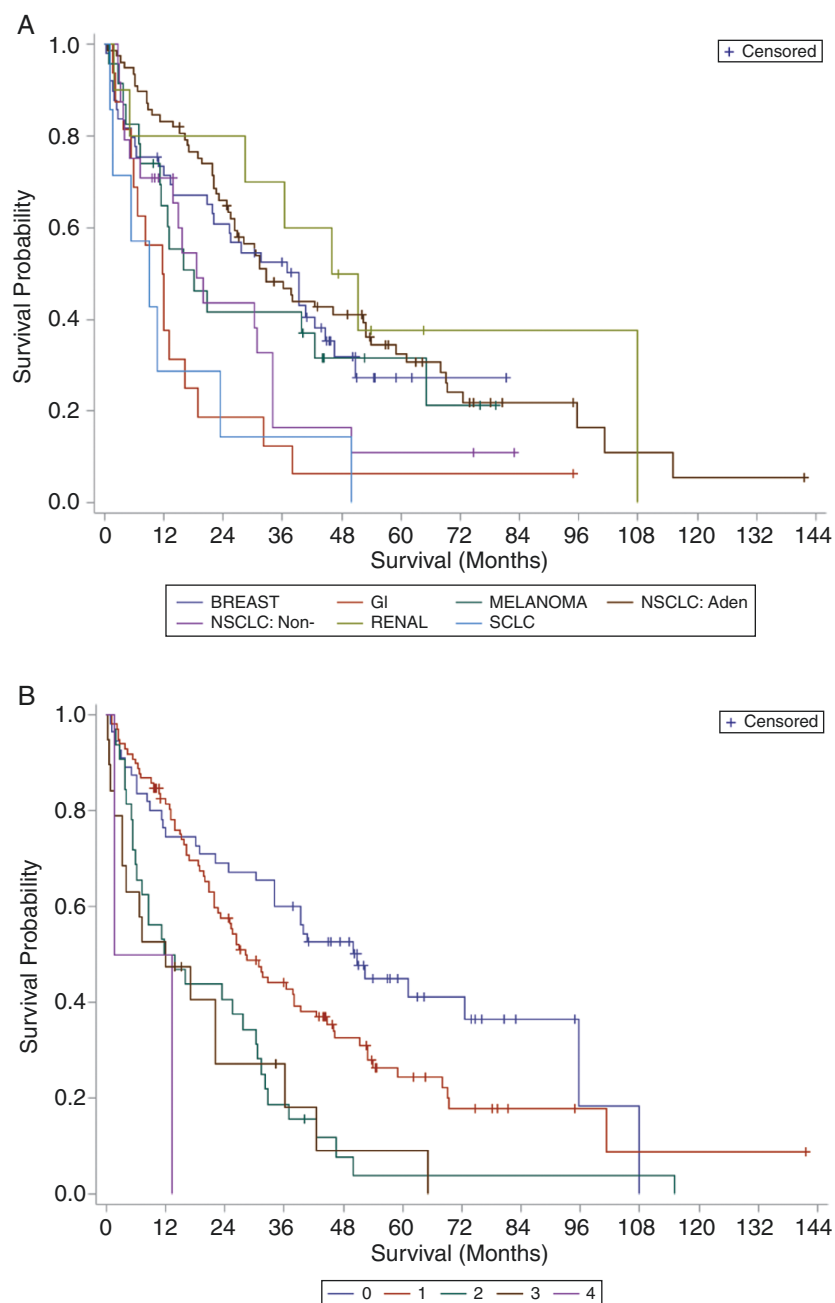 A
+ Censored
1.0
0.8
0.6
0.4
0.2
0.0
Survival Probability
0 12 24 36 48 60 72 84 96 108 120 132 144
Survival (Months)
BREAST GI MELANOMA NSCLC: Aden
NSCLC: Non- RENAL SCLC
B
+ Censored
1.0
0.8
0.6
0.4
0.2
0.0
Survival Probability
0 12 24 36 48 60 72 84 96 108 120 132 144
Survival (Months)
0 1 2 3 4